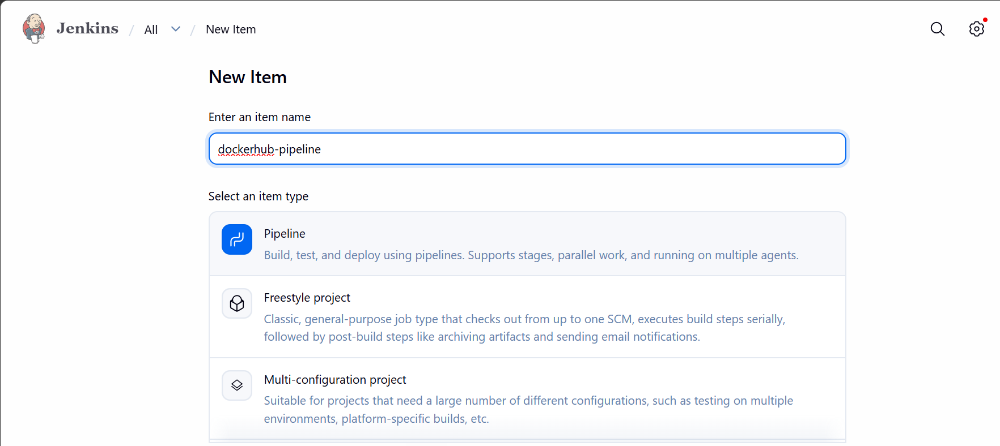 Jenkins / All / New Item
New Item
Enter an item name
dockerhub-pipeline
Select an item type
Pipeline
Build, test, and deploy using pipelines. Supports stages, parallel work, and running on multiple agents.
Freestyle project
Classic, general-purpose job type that checks out from up to one SCM, executes build steps serially,
followed by post-build steps like archiving artifacts and sending email notifications.
Multi-configuration project
Suitable for projects that need a large number of different configurations, such as testing on multiple
environments, platform-specific builds, etc.